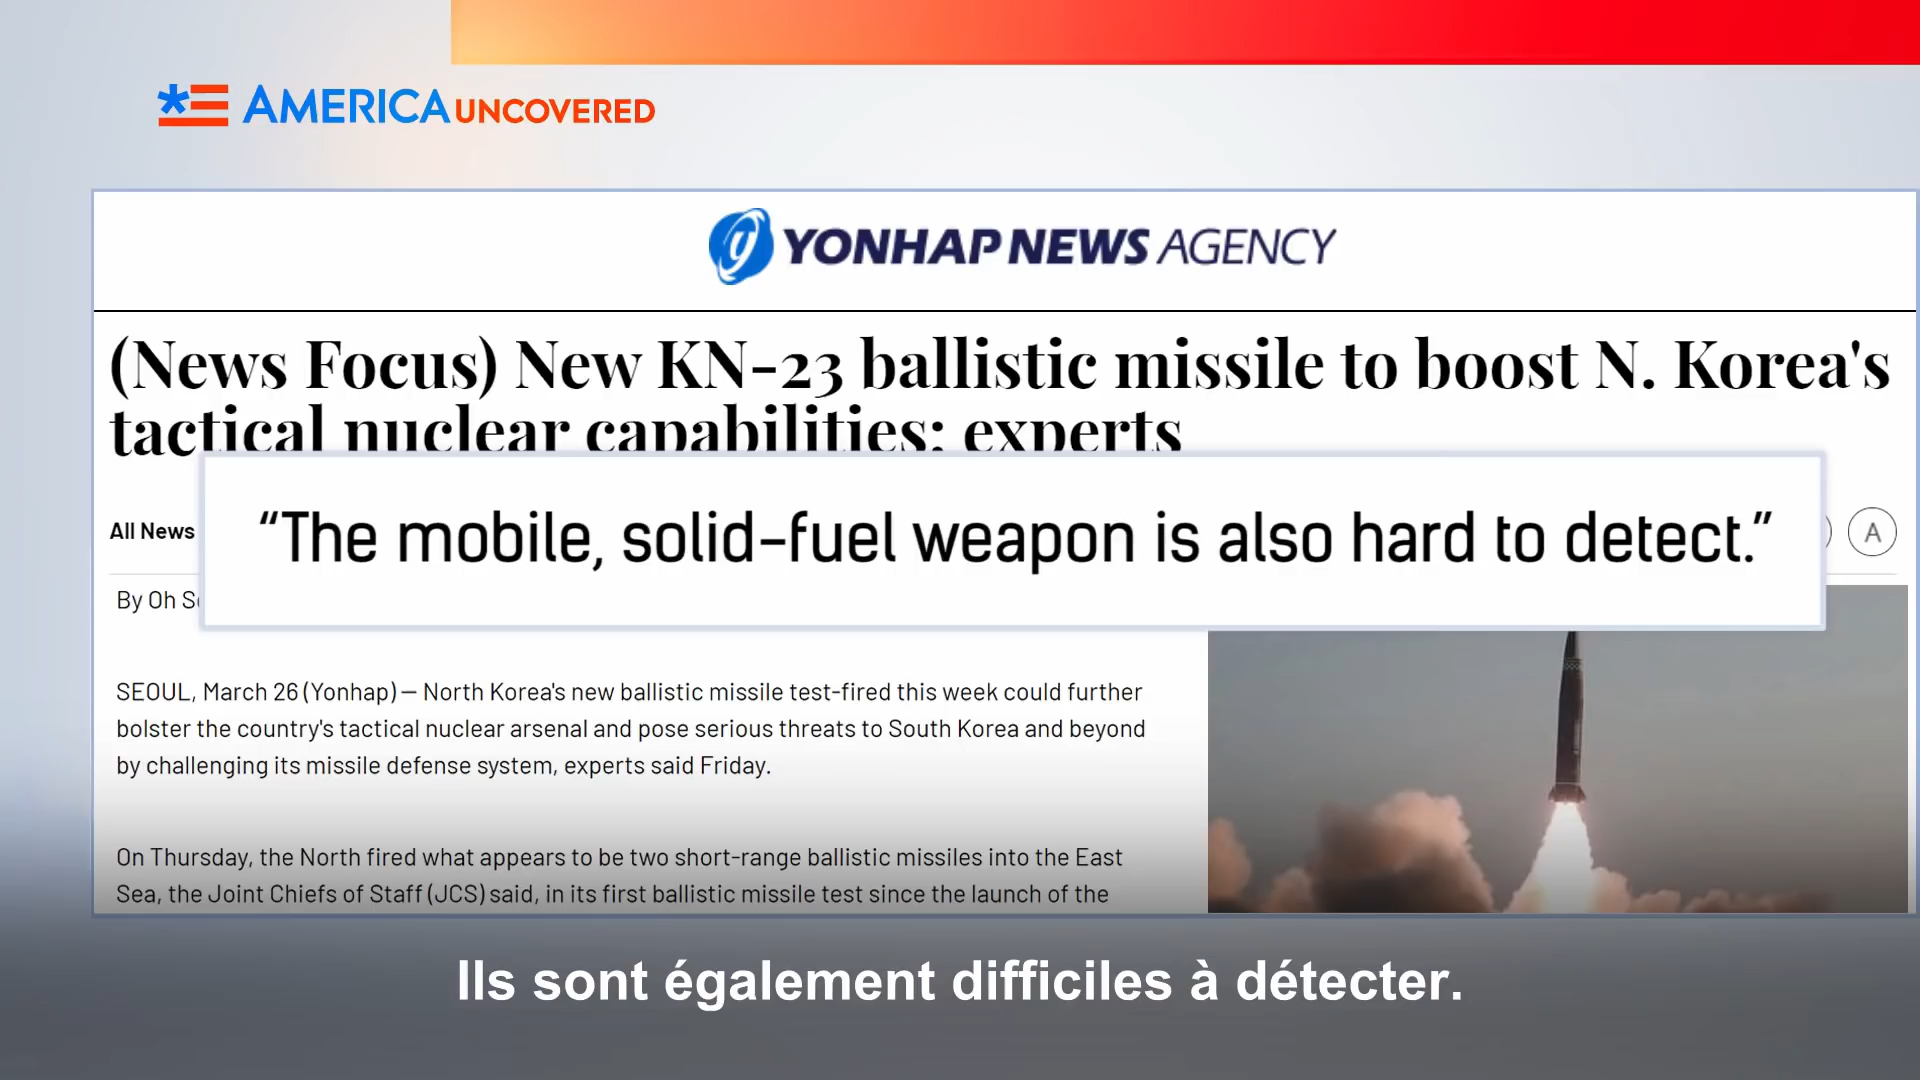 AMERICA UNCOVERED
YONHAP NEWS AGENCY
(News Focus) New KN-23 ballistic missile to boost N. Korea's
tactical nuclear capabilities: experts
All News
“The mobile, solid-fuel weapon is also hard to detect.”
A
By Oh
SEOUL, March 26 (Yonhap) — North Korea's new ballistic missile test-fired this week could further
bolster the country's tactical nuclear arsenal and pose serious threats to South Korea and beyond
by challenging its missile defense system, experts said Friday.
On Thursday, the North fired what appears to be two short-range ballistic missiles into the East
Sea, the Joint Chiefs of Staff (JCS) said, in its first ballistic missile test since the launch of the
Ils sont également difficiles à détecter.